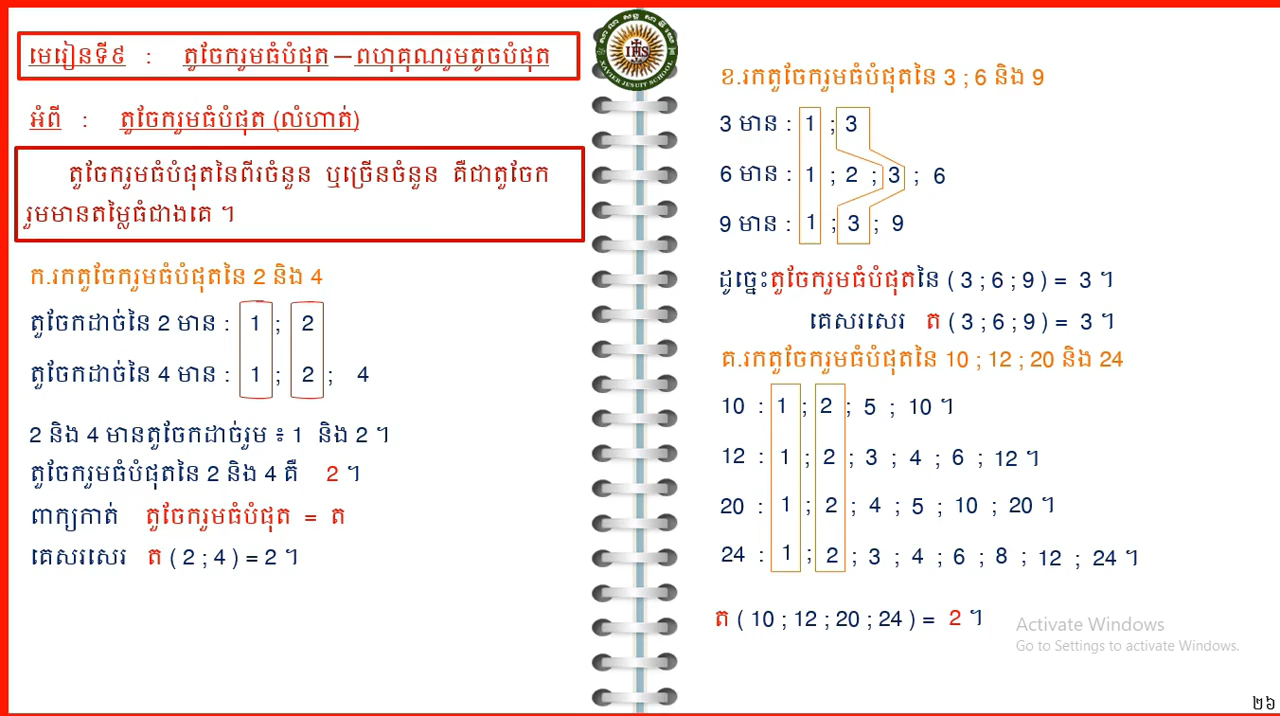 មេរៀនទី៩ : តួចែករួមធំបំផុត – ពហុគុណរួមតូចបំផុត
អំពី : តួចែករួមធំបំផុត (លំហាត់)
តួចែករួមធំបំផុតនៃពីរចំនួន ឬច្រើនចំនួន គឺជាតួចែក
រួមមានតម្លៃធំជាងគេ ។
ក.រកតួចែករួមធំបំផុតនៃ 2 និង 4
តួចែកដាច់នៃ 2 មាន : 1 ; 2
តួចែកដាច់នៃ 4 មាន : 1 ; 2 ; 4
2 និង 4 មានតួចែកដាច់រួម ៖ 1 និង 2 ។
តួចែករួមធំបំផុតនៃ 2 និង 4 គឺ 2 ។
ពាក្យកាត់ តួចែករួមធំបំផុត = ត
គេសរសេរ ត ( 2 ; 4 ) = 2 ។
XAVIER JESUIT SCHOOL
IHS
ខ.រកតួចែករួមធំបំផុតនៃ 3 ; 6 និង 9
3 មាន : 1 ; 3
6 មាន : 1 ; 2 ; 3 ; 6
9 មាន : 1 ; 3 ; 9
ដូច្នេះតួចែករួមធំបំផុតនៃ ( 3 ; 6 ; 9 ) = 3 ។
គេសរសេរ ត ( 3 ; 6 ; 9 ) = 3 ។
គ.រកតួចែករួមធំបំផុតនៃ 10 ; 12 ; 20 និង 24
10 : 1 ; 2 ; 5 ; 10 ។
12 : 1 ; 2 ; 3 ; 4 ; 6 ; 12 ។
20 : 1 ; 2 ; 4 ; 5 ; 10 ; 20 ។
24 : 1 ; 2 ; 3 ; 4 ; 6 ; 8 ; 12 ; 24 ។
ត ( 10 ; 12 ; 20 ; 24 ) = 2 ។
Activate Windows
Go to Settings to activate Windows.
២៦